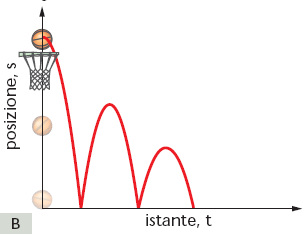 posizione, s
istante, t
B